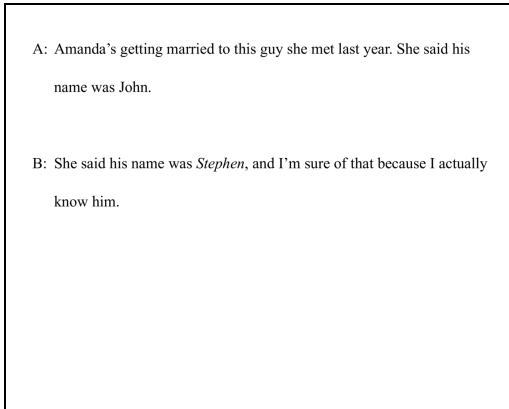 A: Amanda’s getting married to this guy she met last year. She said his
name was John.
B: She said his name was Stephen, and I’m sure of that because I actually
know him.